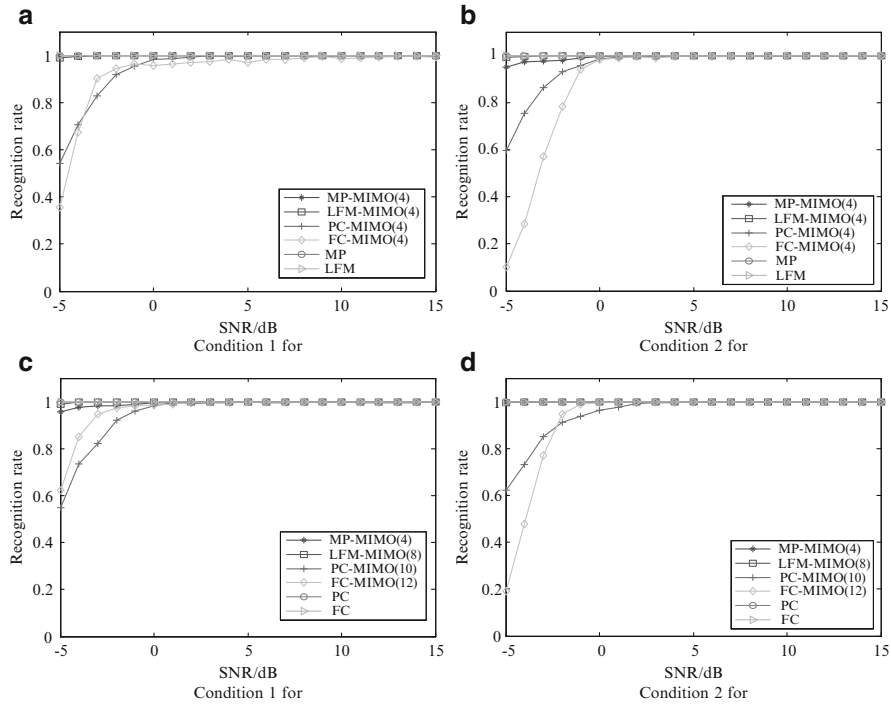 a
1
0.8
0.6
0.4
0.2
0
Recognition rate
MP-MIMO(4)
LFM-MIMO(4)
PC-MIMO(4)
FC-MIMO(4)
MP
LFM
-5 0 5 10 15
SNR/dB
Condition 1 for
b
1
0.8
0.6
0.4
0.2
0
Recognition rate
MP-MIMO(4)
LFM-MIMO(4)
PC-MIMO(4)
FC-MIMO(4)
MP
LFM
-5 0 5 10 15
SNR/dB
Condition 2 for
c
1
0.8
0.6
0.4
0.2
0
Recognition rate
MP-MIMO(4)
LFM-MIMO(8)
PC-MIMO(10)
FC-MIMO(12)
PC
FC
-5 0 5 10 15
SNR/dB
Condition 1 for
d
1
0.8
0.6
0.4
0.2
0
Recognition rate
MP-MIMO(4)
LFM-MIMO(8)
PC-MIMO(10)
FC-MIMO(12)
PC
FC
-5 0 5 10 15
SNR/dB
Condition 2 for